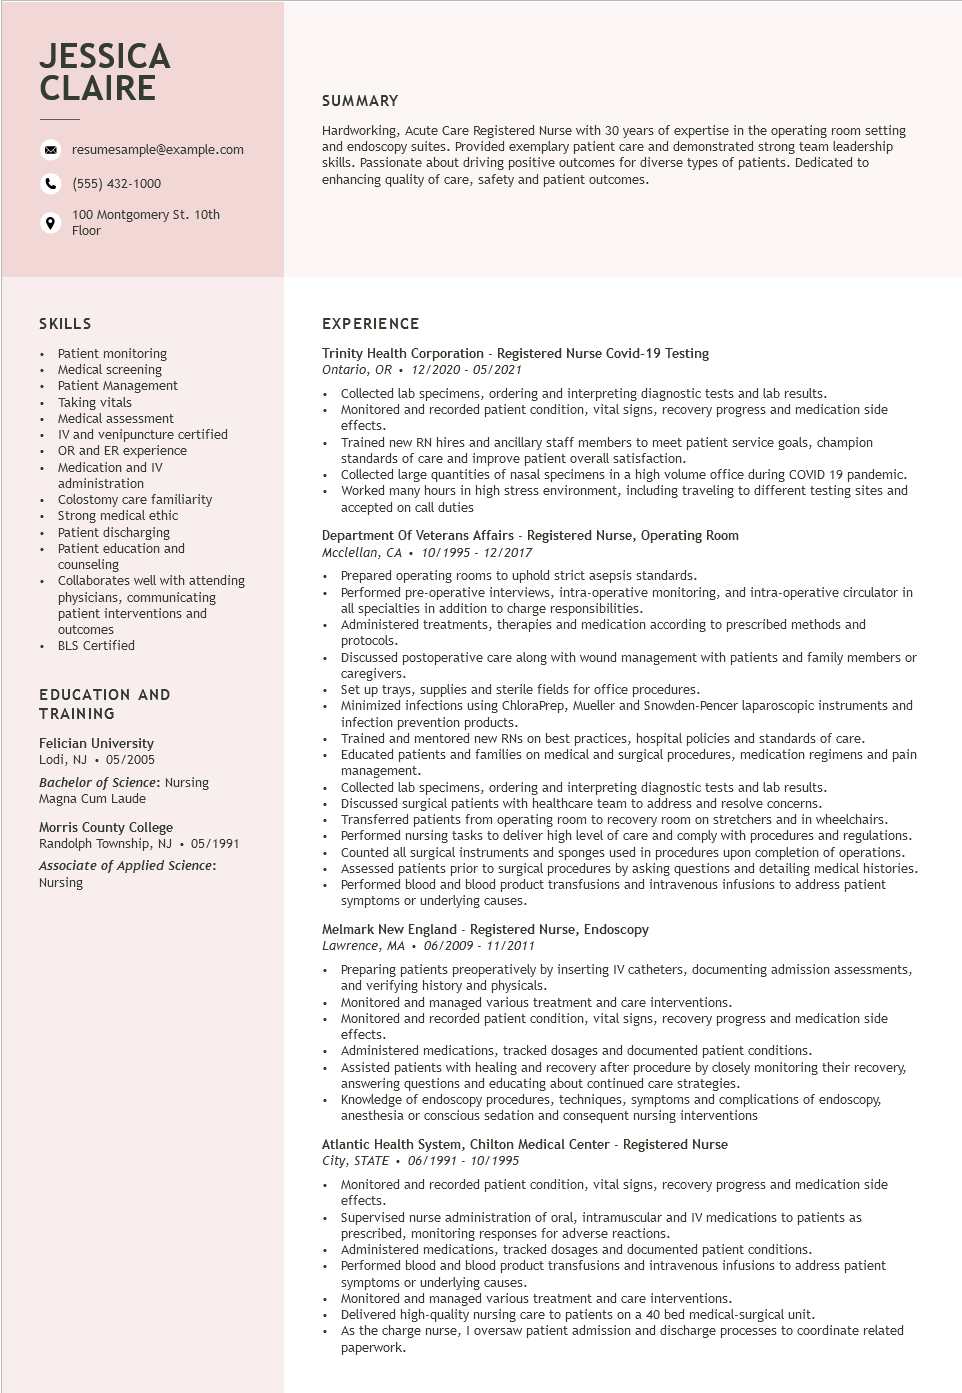 JESSICA
CLAIRE
resumesample@example.com
(555) 432-1000
100 Montgomery St. 10th
Floor
SUMMARY
Hardworking, Acute Care Registered Nurse with 30 years of expertise in the operating room setting
and endoscopy suites. Provided exemplary patient care and demonstrated strong team leadership
skills. Passionate about driving positive outcomes for diverse types of patients. Dedicated to
enhancing quality of care, safety and patient outcomes.
SKILLS
• Patient monitoring
• Medical screening
• Patient Management
• Taking vitals
• Medical assessment
• IV and venipuncture certified
• OR and ER experience
• Medication and IV
administration
• Colostomy care familiarity
• Strong medical ethic
• Patient discharging
• Patient education and
counseling
• Collaborates well with attending
physicians, communicating
patient interventions and
outcomes
• BLS Certified
EDUCATION AND
TRAINING
Felician University
Lodi, NJ • 05/2005
Bachelor of Science: Nursing
Magna Cum Laude
Morris County College
Randolph Township, NJ • 05/1991
Associate of Applied Science:
Nursing
EXPERIENCE
Trinity Health Corporation - Registered Nurse Covid-19 Testing
Ontario, OR • 12/2020 - 05/2021
• Collected lab specimens, ordering and interpreting diagnostic tests and lab results.
• Monitored and recorded patient condition, vital signs, recovery progress and medication side
effects.
• Trained new RN hires and ancillary staff members to meet patient service goals, champion
standards of care and improve patient overall satisfaction.
• Collected large quantities of nasal specimens in a high volume office during COVID 19 pandemic.
• Worked many hours in high stress environment, including traveling to different testing sites and
accepted on call duties
Department Of Veterans Affairs - Registered Nurse, Operating Room
Mcclellan, CA • 10/1995 - 12/2017
• Prepared operating rooms to uphold strict asepsis standards.
• Performed pre-operative interviews, intra-operative monitoring, and intra-operative circulator in
all specialties in addition to charge responsibilities.
• Administered treatments, therapies and medication according to prescribed methods and
protocols.
• Discussed postoperative care along with wound management with patients and family members or
caregivers.
• Set up trays, supplies and sterile fields for office procedures.
• Minimized infections using ChloraPrep, Mueller and Snowden-Pencer laparoscopic instruments and
infection prevention products.
• Trained and mentored new RNs on best practices, hospital policies and standards of care.
• Educated patients and families on medical and surgical procedures, medication regimens and pain
management.
• Collected lab specimens, ordering and interpreting diagnostic tests and lab results.
• Discussed surgical patients with healthcare team to address and resolve concerns.
• Transferred patients from operating room to recovery room on stretchers and in wheelchairs.
• Performed nursing tasks to deliver high level of care and comply with procedures and regulations.
• Counted all surgical instruments and sponges used in procedures upon completion of operations.
• Assessed patients prior to surgical procedures by asking questions and detailing medical histories.
• Performed blood and blood product transfusions and intravenous infusions to address patient
symptoms or underlying causes.
Melmark New England - Registered Nurse, Endoscopy
Lawrence, MA • 06/2009 - 11/2011
• Preparing patients preoperatively by inserting IV catheters, documenting admission assessments,
and verifying history and physicals.
• Monitored and managed various treatment and care interventions.
• Monitored and recorded patient condition, vital signs, recovery progress and medication side
effects.
• Administered medications, tracked dosages and documented patient conditions.
• Assisted patients with healing and recovery after procedure by closely monitoring their recovery,
answering questions and educating about continued care strategies.
• Knowledge of endoscopy procedures, techniques, symptoms and complications of endoscopy,
anesthesia or conscious sedation and consequent nursing interventions
Atlantic Health System, Chilton Medical Center - Registered Nurse
City, STATE • 06/1991 - 10/1995
• Monitored and recorded patient condition, vital signs, recovery progress and medication side
effects.
• Supervised nurse administration of oral, intramuscular and IV medications to patients as
prescribed, monitoring responses for adverse reactions.
• Administered medications, tracked dosages and documented patient conditions.
• Performed blood and blood product transfusions and intravenous infusions to address patient
symptoms or underlying causes.
• Monitored and managed various treatment and care interventions.
• Delivered high-quality nursing care to patients on a 40 bed medical-surgical unit.
• As the charge nurse, I oversaw patient admission and discharge processes to coordinate related
paperwork.